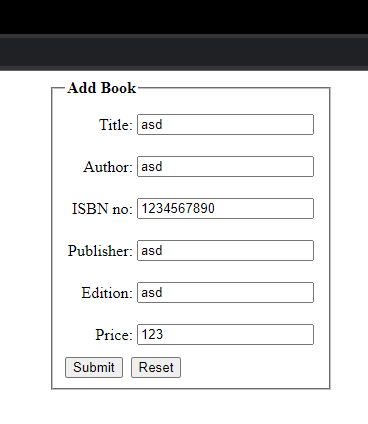 Add Book
Title: asd
Author: asd
ISBN no: 1234567890
Publisher: asd
Edition: asd
Price: 123
Submit Reset